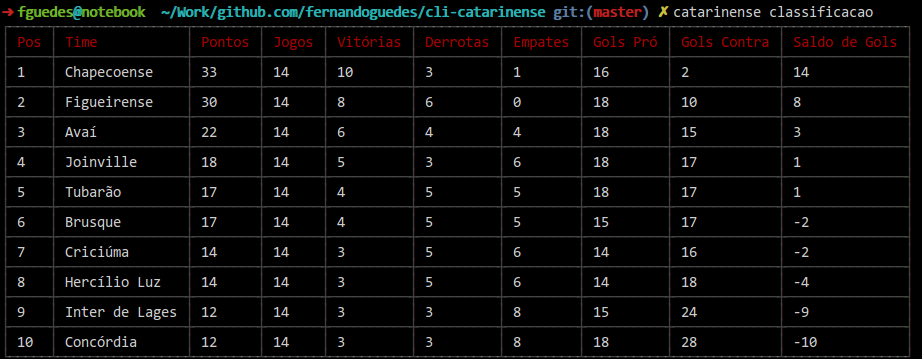 ➜ fguedes@notebook ~/Work/github.com/fernandoguedes/cli-catarinense git:(master) ✗ catarinense classificacao
Pos Time Pontos Jogos Vitórias Derrotas Empates Gols Pró Gols Contra Saldo de Gols
1 Chapecoense 33 14 10 3 1 16 2 14
2 Figueirense 30 14 8 6 0 18 10 8
3 Avaí 22 14 6 4 4 18 15 3
4 Joinville 18 14 5 3 6 18 17 1
5 Tubarão 17 14 4 5 5 18 17 1
6 Brusque 17 14 4 5 5 15 17 -2
7 Criciúma 14 14 3 5 6 14 16 -2
8 Hercílio Luz 14 14 3 5 6 14 18 -4
9 Inter de Lages 12 14 3 3 8 15 24 -9
10 Concórdia 12 14 3 3 8 18 28 -10